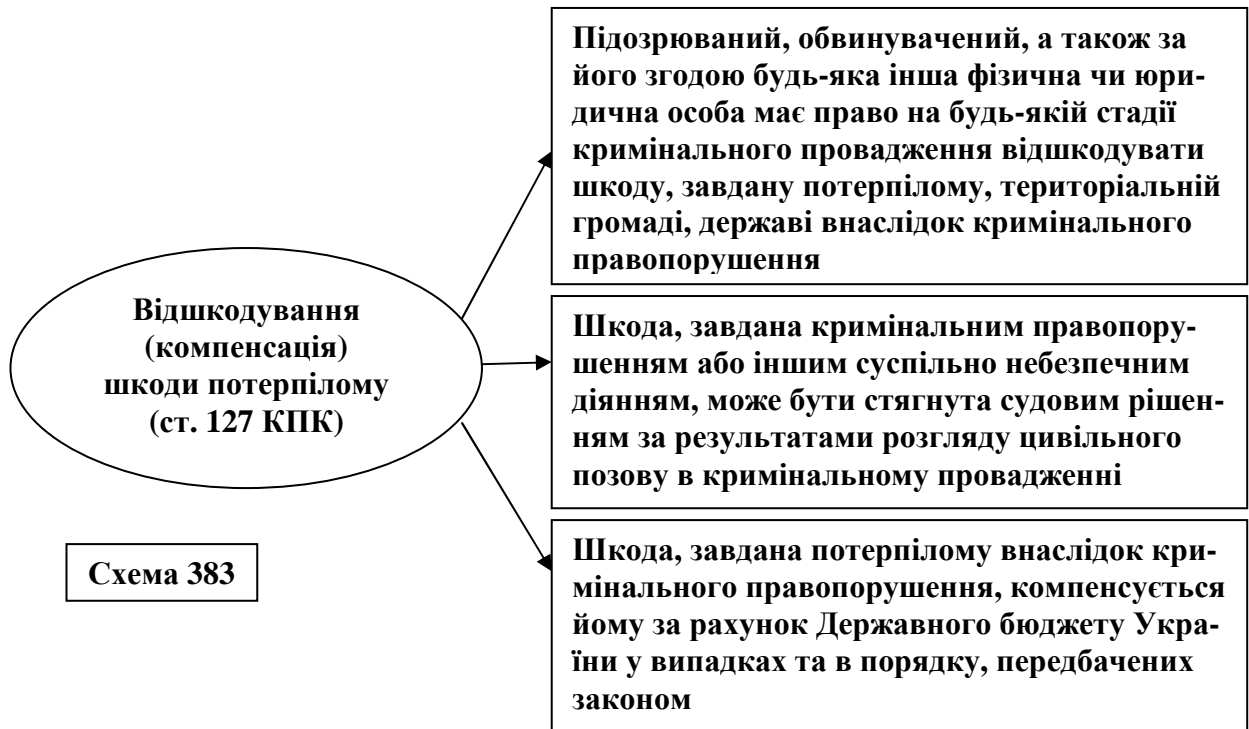 Підозрюваний, обвинувачений, а також за
його згодою будь-яка інша фізична чи юри-
дична особа має право на будь-якій стадії
кримінального провадження відшкодувати
шкоду, завдану потерпілому, територіальній
громаді, державі внаслідок кримінального
правопорушення
Відшкодування
(компенсація)
шкоди потерпілому
(ст. 127 КПК)
Шкода, завдана кримінальним правопору-
шенням або іншим суспільно небезпечним
діянням, може бути стягнута судовим рішен-
ням за результатами розгляду цивільного
позову в кримінальному провадженні
Схема 383
Шкода, завдана потерпілому внаслідок кри-
мінального правопорушення, компенсується
йому за рахунок Державного бюджету Укра-
їни у випадках та в порядку, передбачених
законом